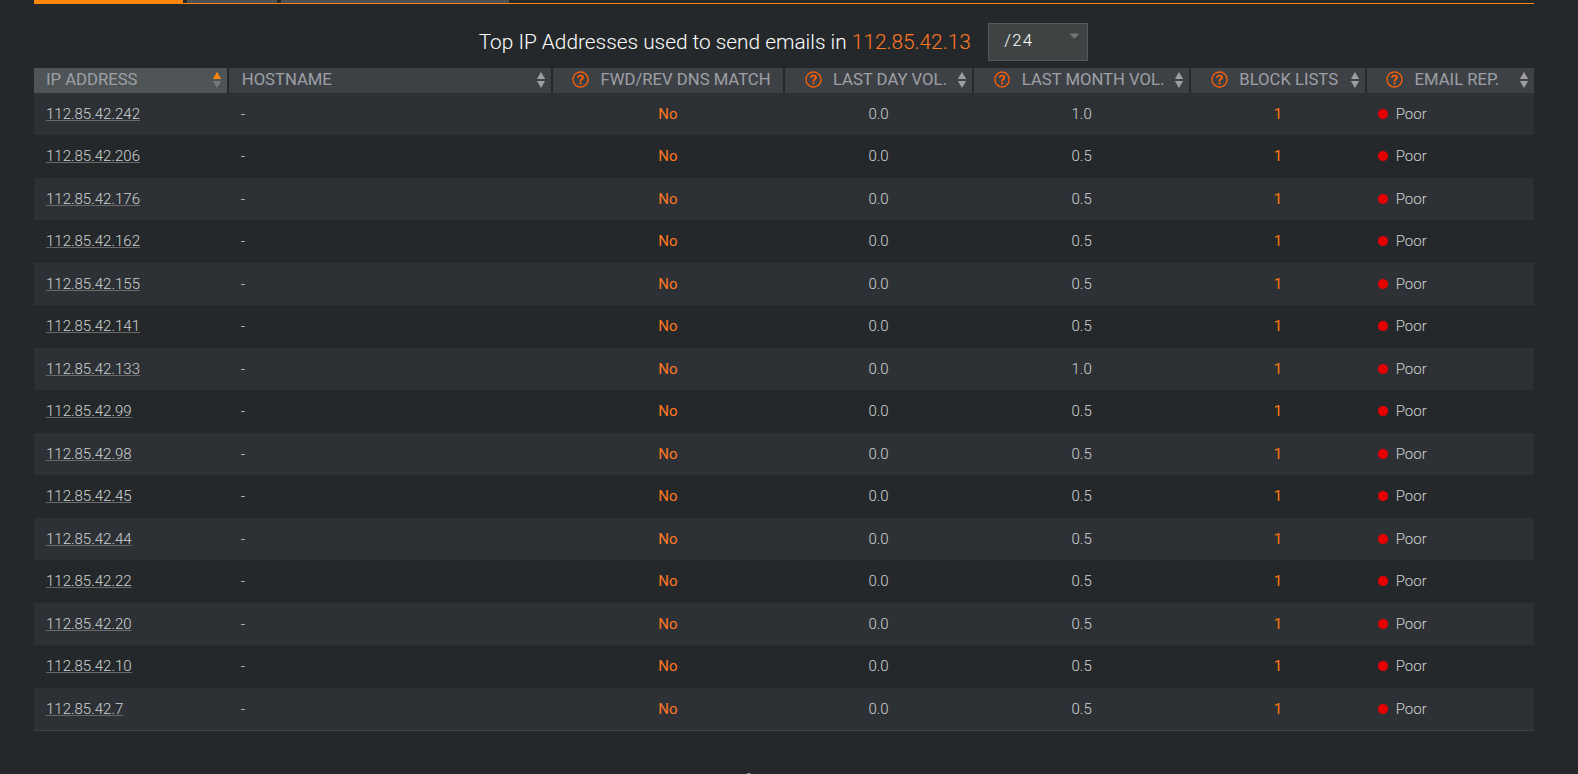 Top IP Addresses used to send emails in 112.85.42.13 /24
IP ADDRESS HOSTNAME FWD/REV DNS MATCH LAST DAY VOL. LAST MONTH VOL. BLOCK LISTS EMAIL REP.
112.85.42.242 - No 0.0 1.0 1 Poor
112.85.42.206 - No 0.0 0.5 1 Poor
112.85.42.176 - No 0.0 0.5 1 Poor
112.85.42.162 - No 0.0 0.5 1 Poor
112.85.42.155 - No 0.0 0.5 1 Poor
112.85.42.141 - No 0.0 0.5 1 Poor
112.85.42.133 - No 0.0 1.0 1 Poor
112.85.42.99 - No 0.0 0.5 1 Poor
112.85.42.98 - No 0.0 0.5 1 Poor
112.85.42.45 - No 0.0 0.5 1 Poor
112.85.42.44 - No 0.0 0.5 1 Poor
112.85.42.22 - No 0.0 0.5 1 Poor
112.85.42.20 - No 0.0 0.5 1 Poor
112.85.42.10 - No 0.0 0.5 1 Poor
112.85.42.7 - No 0.0 0.5 1 Poor